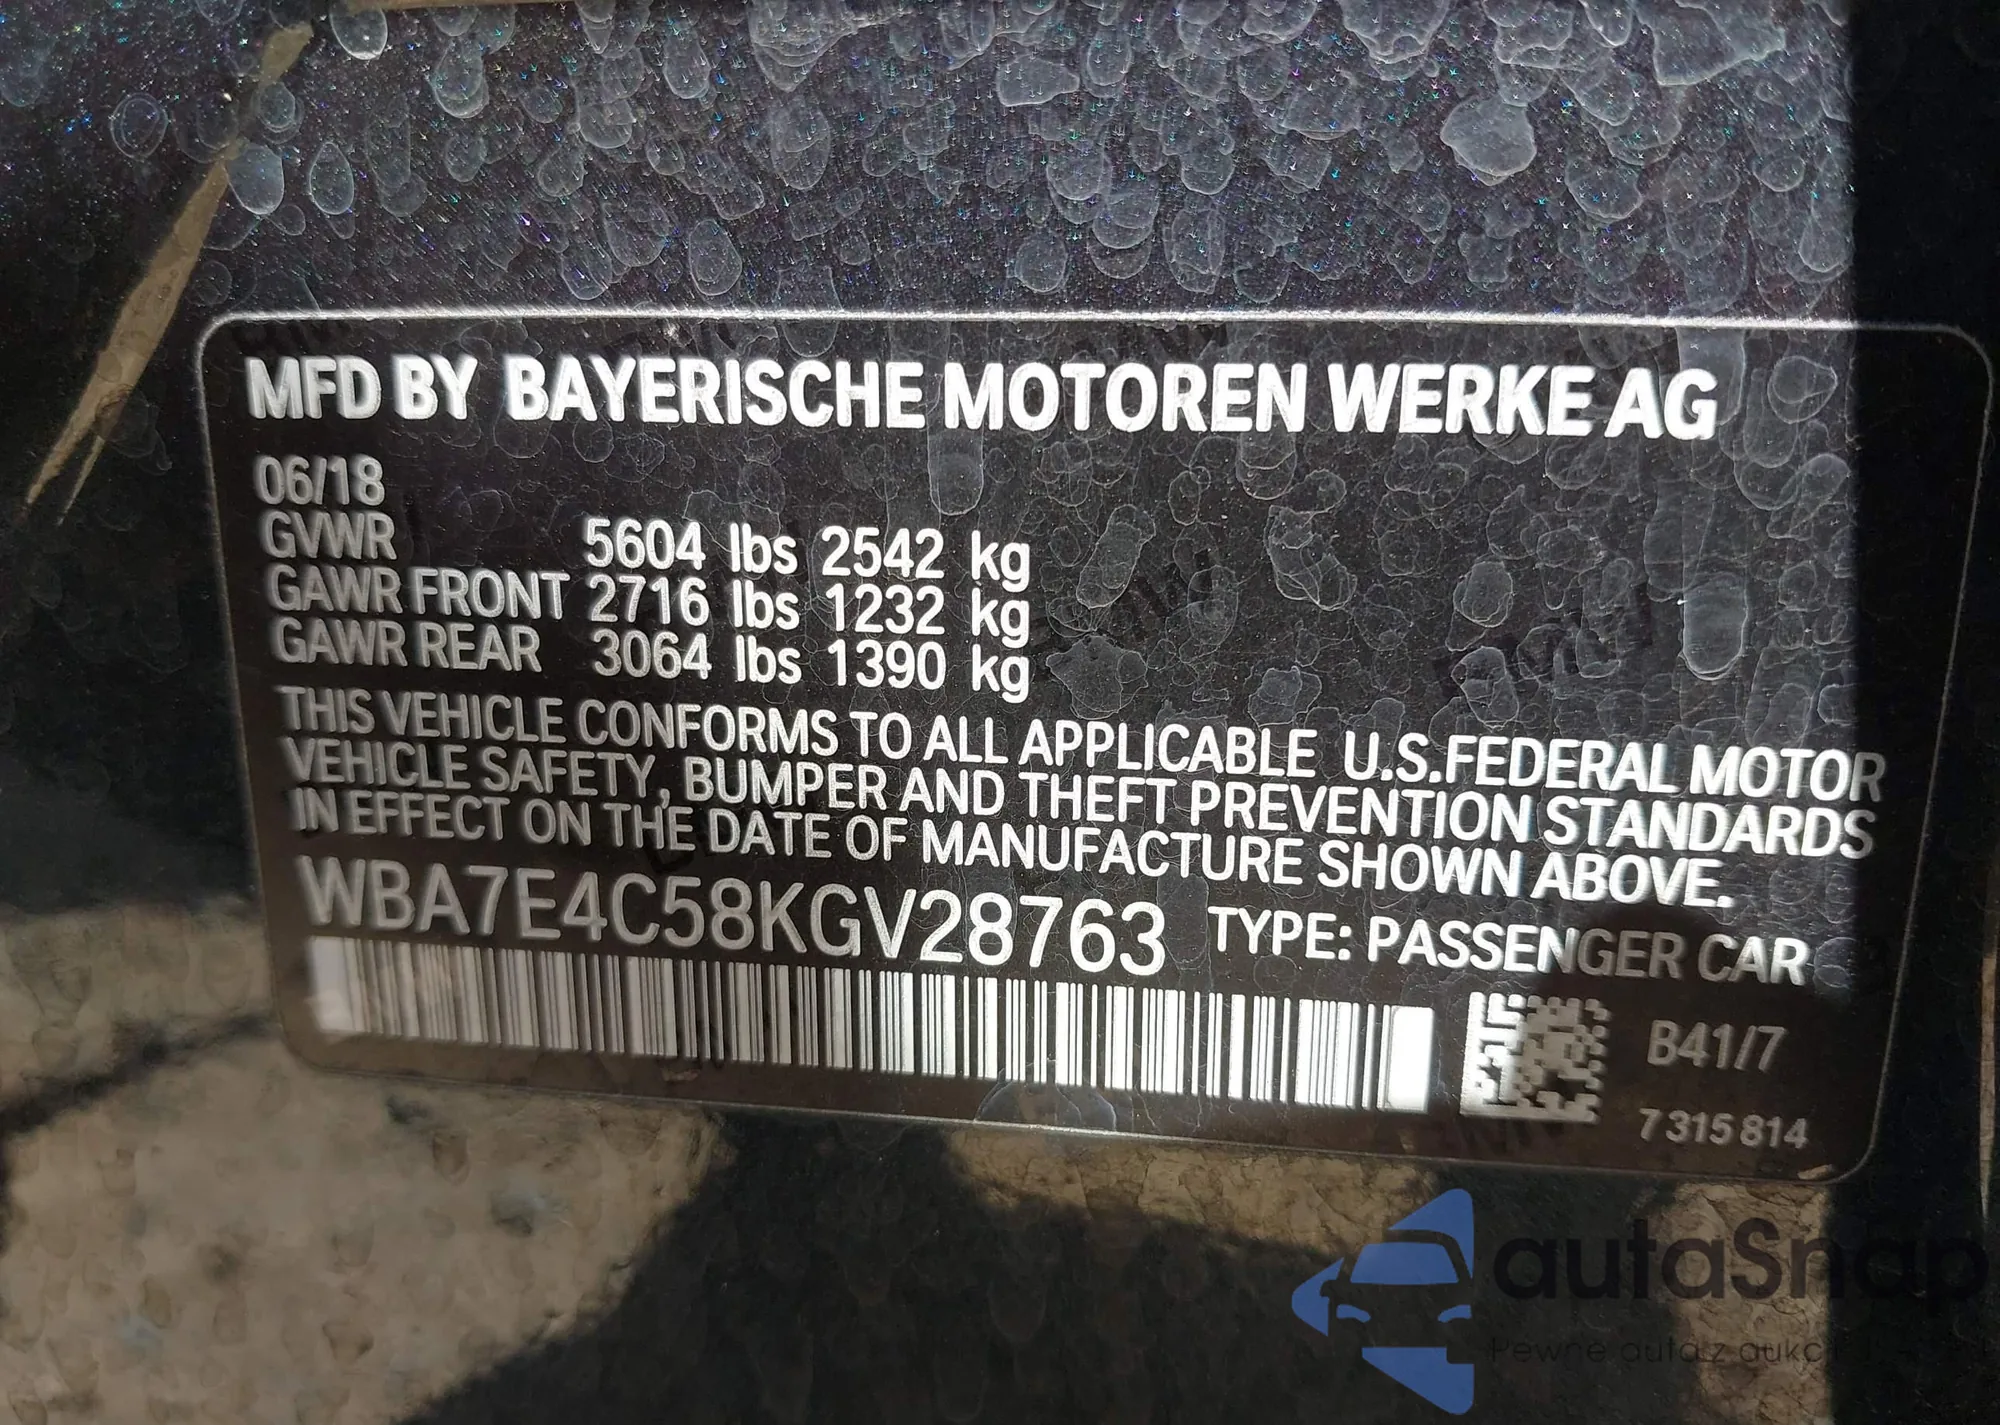 MFD BY BAYERISCHE MOTOREN WERKE AG
06/18
GVWR 5604 lbs 2542 kg
GAWR FRONT 2716 lbs 1232 kg
GAWR REAR 3064 lbs 1390 kg
THIS VEHICLE CONFORMS TO ALL APPLICABLE U.S.FEDERAL MOTOR
VEHICLE SAFETY, BUMPER AND THEFT PREVENTION STANDARDS
IN EFFECT ON THE DATE OF MANUFACTURE SHOWN ABOVE.
WBA7E4C58KGV28763 TYPE: PASSENGER CAR
B41/7
7 315 814
autaSnap
Pewne auta z